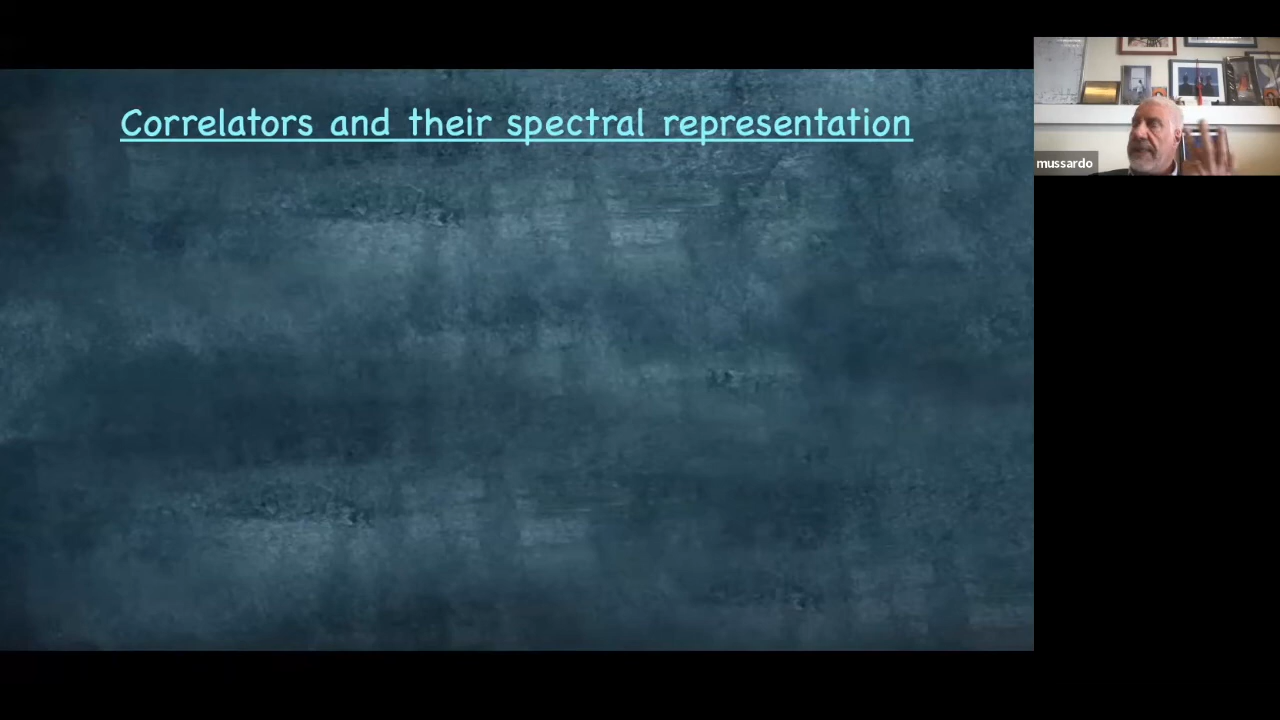 Correlators and their spectral representation
mussardo